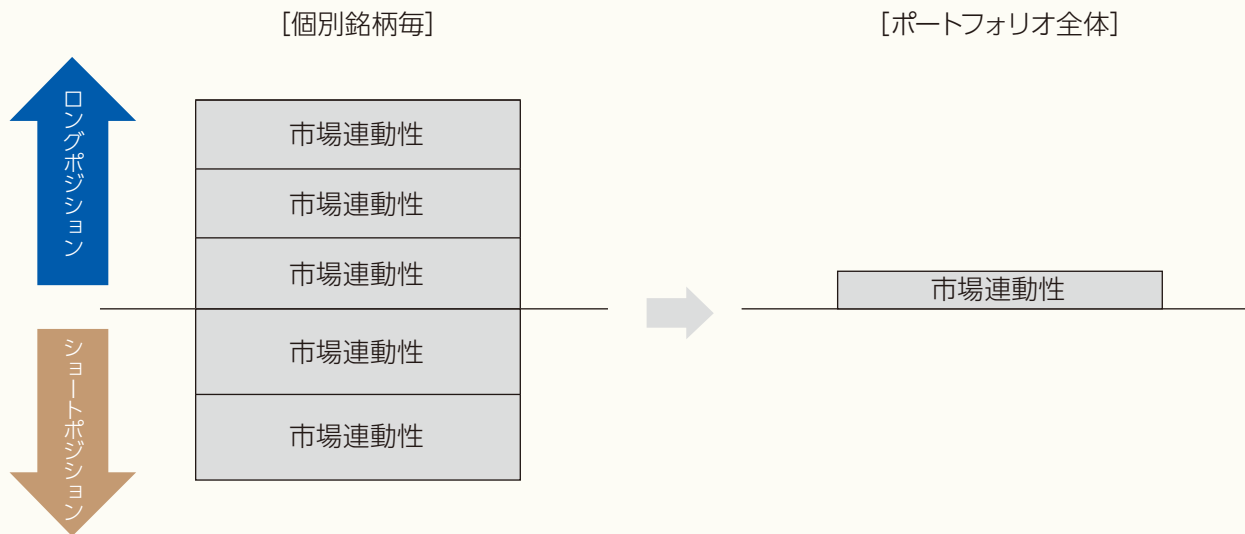 [個別銘柄毎]
[ポートフォリオ全体]
ロングポジション
市場連動性
市場連動性
市場連動性
市場連動性
ショートポジション
市場連動性
市場連動性